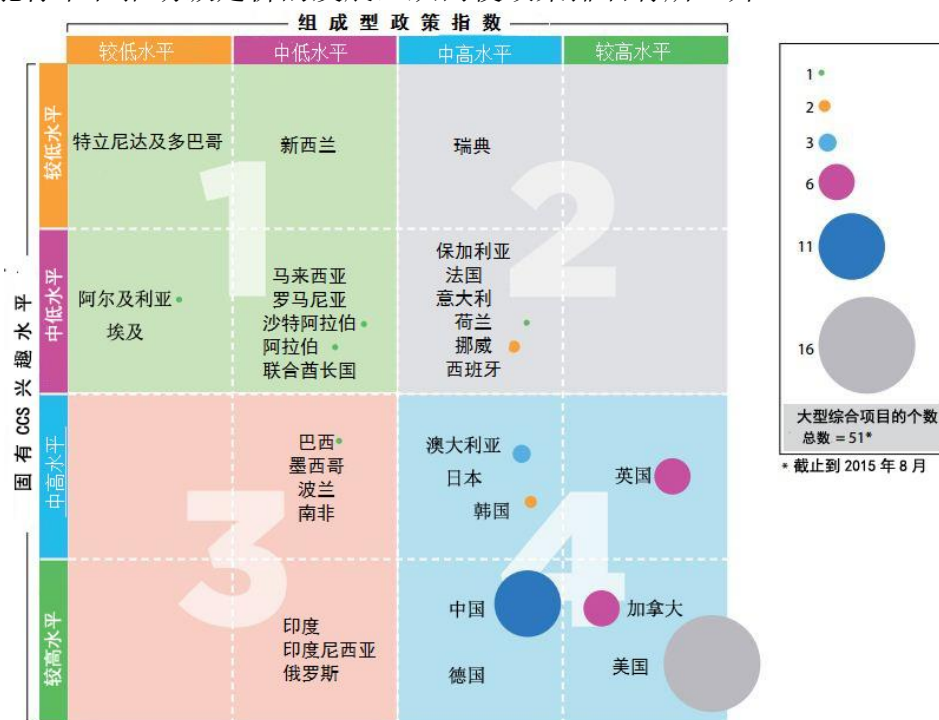 组成型政策指数
较低水平
中低水平
中高水平
较高水平
固有 CCS 兴趣水平
较低水平
中低水平
中高水平
较高水平
1
2
3
4
特立尼达及多巴哥
新西兰
瑞典
阿尔及利亚
埃及
马来西亚
罗马尼亚
沙特阿拉伯
阿拉伯
联合酋长国
保加利亚
法国
意大利
荷兰
挪威
西班牙
巴西
墨西哥
波兰
南非
澳大利亚
日本
韩国
英国
印度
印度尼西亚
俄罗斯
中国
德国
加拿大
美国
1
2
3
6
11
16
大型综合项目的个数
总数 = 51*
* 截止到 2015 年 8 月